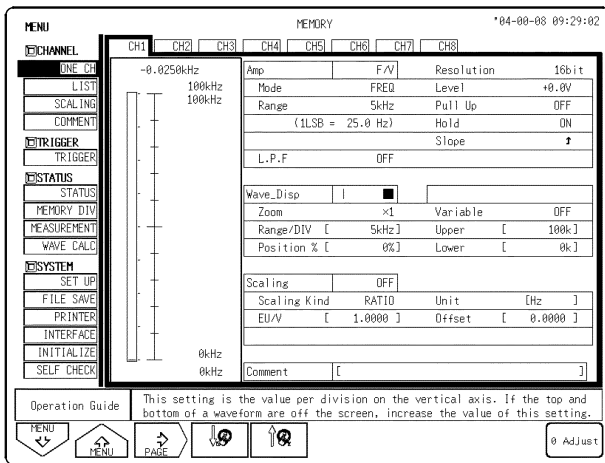 MENU MEMORY '04-00-08 09:29:02
CHANNEL
ONE CH
LIST
SCALING
COMMENT
TRIGGER
TRIGGER
STATUS
STATUS
MEMORY DIV
MEASUREMENT
WAVE CALC
SYSTEM
SET UP
FILE SAVE
PRINTER
INTERFACE
INITIALIZE
SELF CHECK
CH1 CH2 CH3 CH4 CH5 CH6 CH7 CH8
-0.0250kHz
100kHz
100kHz
0kHz
0kHz
Amp F/V Resolution 16bit
Mode FREQ Level +0.0V
Range 5kHz Pull Up OFF
(1LSB = 25.0 Hz) Hold ON
Slope ↑
L.P.F OFF
Wave_Disp
Zoom ×1 Variable OFF
Range/DIV [ 5kHz] Upper [ 100k]
Position % [ 0%] Lower [ 0k]
Scaling OFF
Scaling Kind RATIO Unit [Hz ]
EU/V [ 1.0000 ] Offset [ 0.0000 ]
Comment [ ]
Operation Guide
This setting is the value per division on the vertical axis. If the top and
bottom of a waveform are off the screen, increase the value of this setting.
MENU
MENU
PAGE
0 Adjust